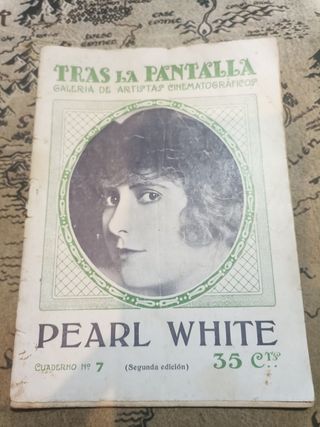 TRAS LA PANTALLA
GALERIA DE ARTISTAS CINEMATOGRÁFICOS
PEARL WHITE
CUADERNO Nº 7 (Segunda edición) 35 Cts.